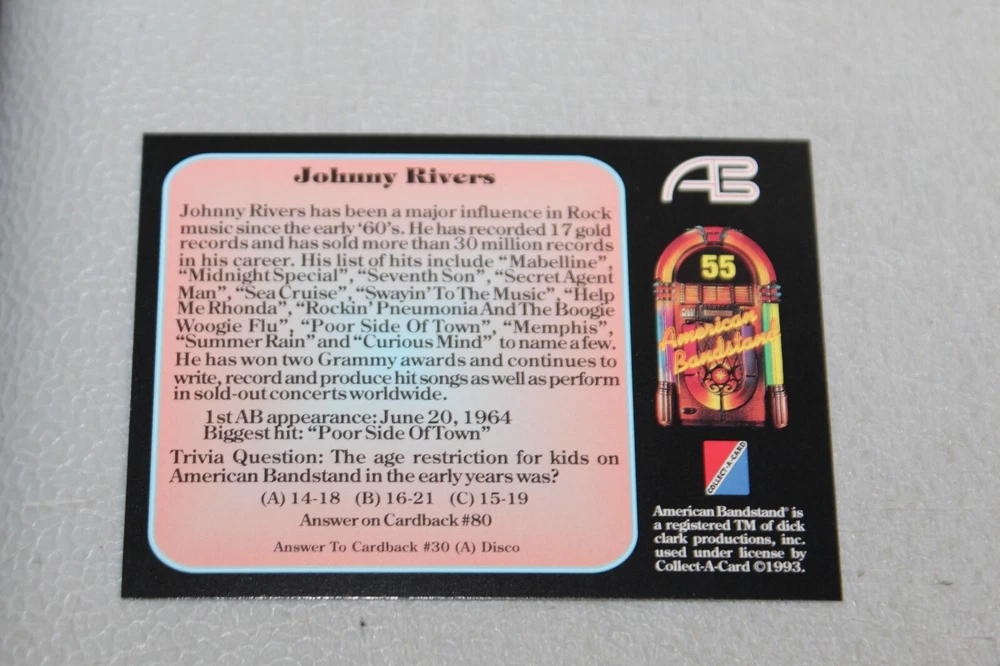 Johnny Rivers
Johnny Rivers has been a major influence in Rock
music since the early '60's. He has recorded 17 gold
records and has sold more than 30 million records
in his career. His list of hits include "Mabelline",
"Midnight Special", "Seventh Son", "Secret Agent
Man", "Sea Cruise", "Swayin' To The Music", "Help
Me Rhonda", "Rockin' Pneumonia And The Boogie
Woogie Flu", "Poor Side Of Town", "Memphis",
"Summer Rain" and "Curious Mind" to name a few.
He has won two Grammy awards and continues to
write, record and produce hit songs as well as perform
in sold-out concerts worldwide.
1st AB appearance: June 20, 1964
Biggest hit: "Poor Side Of Town"
Trivia Question: The age restriction for kids on
American Bandstand in the early years was?
(A) 14-18 (B) 16-21 (C) 15-19
Answer on Cardback #80
Answer To Cardback #30 (A) Disco
AB
55
American
Bandstand
COLLECT-A-CARD
American Bandstand® is
a registered TM of dick
clark productions, inc.
used under license by
Collect-A-Card ©1993.